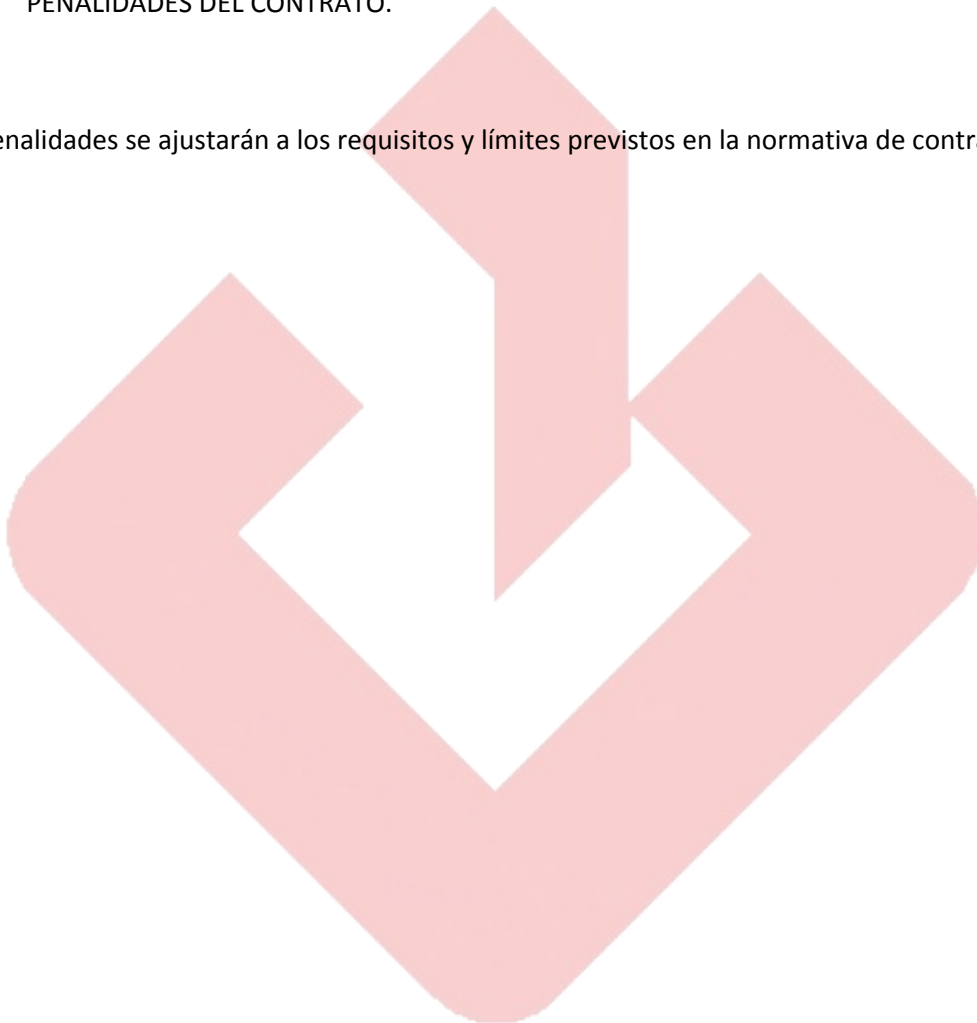 PENALIDADES DEL CONTRATO.
enalidades se ajustarán a los requisitos y límites previstos en la normativa de contra